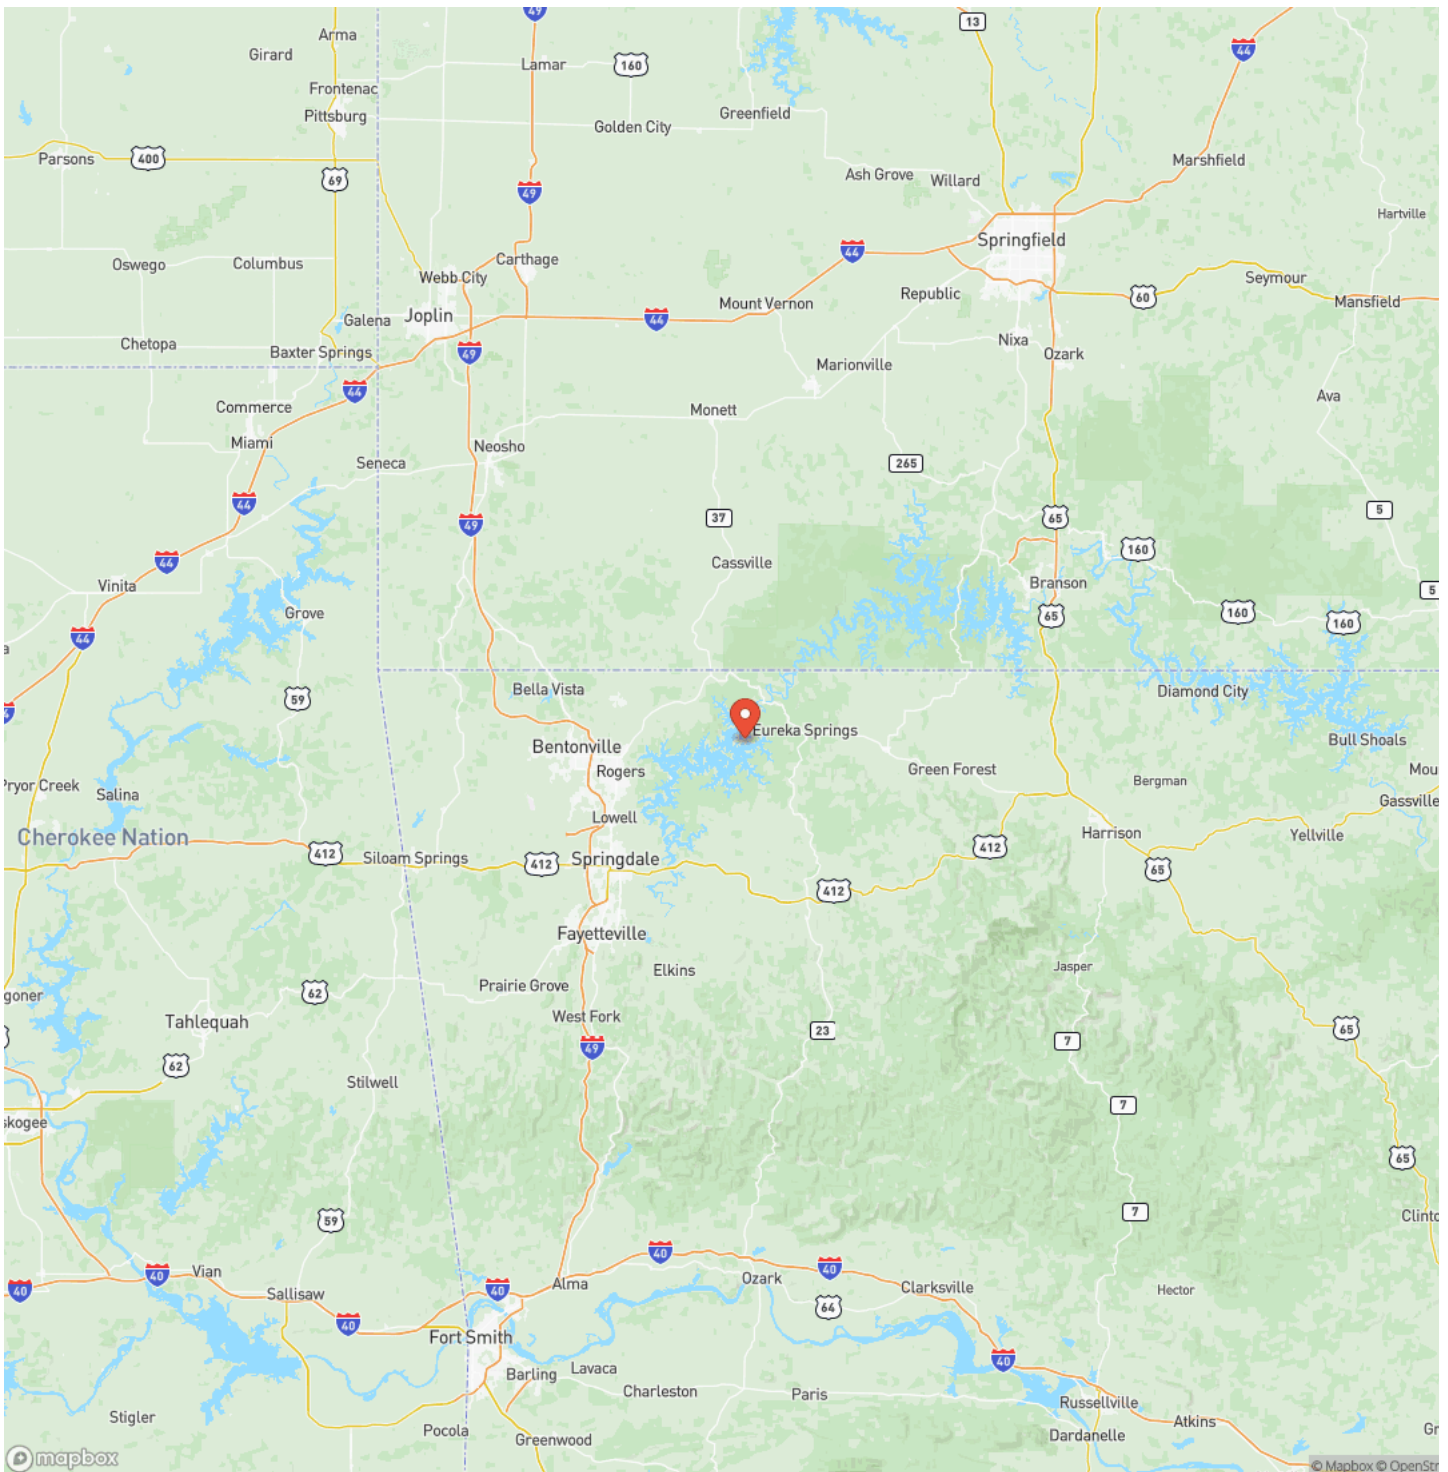 49
13
Arma
Girard
44
Lamar
160
Frontenac
Pittsburg
Greenfield
Golden City
Parsons
400
Marshfield
69
Ash Grove
Willard
49
Hartville
Springfield
44
Oswego
Columbus
Carthage
Webb City
Seymour
Republic
60
Mansfield
Mount Vernon
Galena
Joplin
44
Chetopa
Baxter Springs
49
Nixa
Ozark
Marionville
44
Ava
Commerce
Monett
Miami
Neosho
Seneca
265
44
5
37
65
49
160
44
Cassville
Vinita
Branson
5
Grove
160
65
160
44
a
Bella Vista
Diamond City
59
4
Eureka Springs
Bull Shoals
Bentonville
Rogers
Green Forest
Mou
Bergman
Pryor Creek
Salina
Gassville
Lowell
Cherokee Nation
Harrison
Yellville
412
Siloam Springs
412
Springdale
412
65
412
Fayetteville
Elkins
Jasper
Prairie Grove
62
goner
West Fork
Tahlequah
23
65
7
49
62
Stilwell
7
skogee
65
7
Clinto
59
40
Vian
40
Ozark
40
40
Alma
Clarksville
Hector
40
Sallisaw
64
40
Fort Smith
40
Lavaca
Barling
Charleston
Paris
Russellville
Stigler
Atkins
Pocola
Greenwood
Dardanelle
Gr
mapbox
© Mapbox © OpenStr